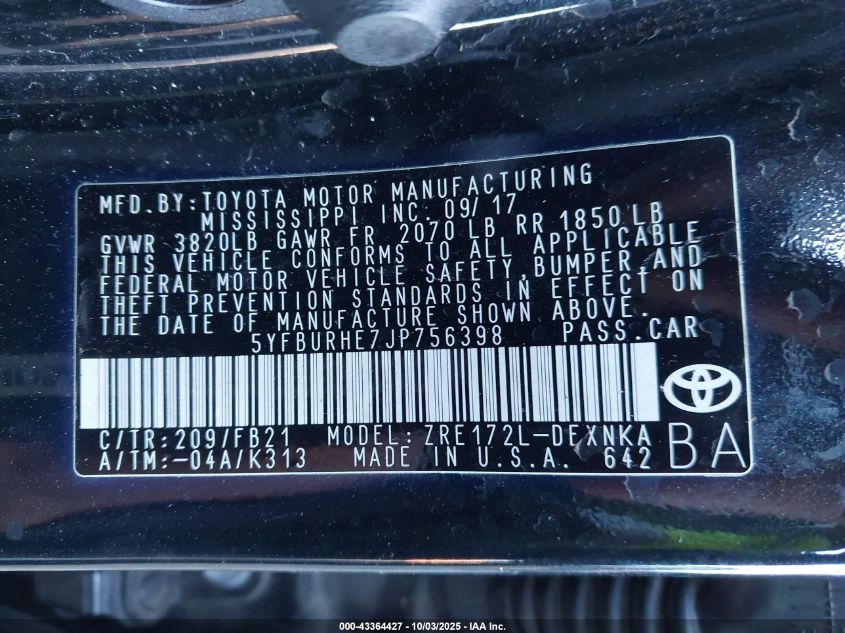 MFD.BY:TOYOTA MOTOR MANUFACTURING
MISSISSIPPI INC. 09/17
GVWR 3820LB GAWR FR 2070 LB RR 1850 LB
THIS VEHICLE CONFORMS TO ALL APPLICABLE
FEDERAL MOTOR VEHICLE SAFETY,BUMPER,AND
THEFT PREVENTION STANDARDS IN EFFECT ON
THE DATE OF MANUFACTURE SHOWN ABOVE.
5YFBURHE7JP756398 PASS.CAR
C/TR:209/FB21 MODEL:ZRE172L-DEXNKA
A/TM:-04A/K313 MADE IN U.S.A. 642
BA
000-43364427 - 10/03/2025 - IAA Inc.